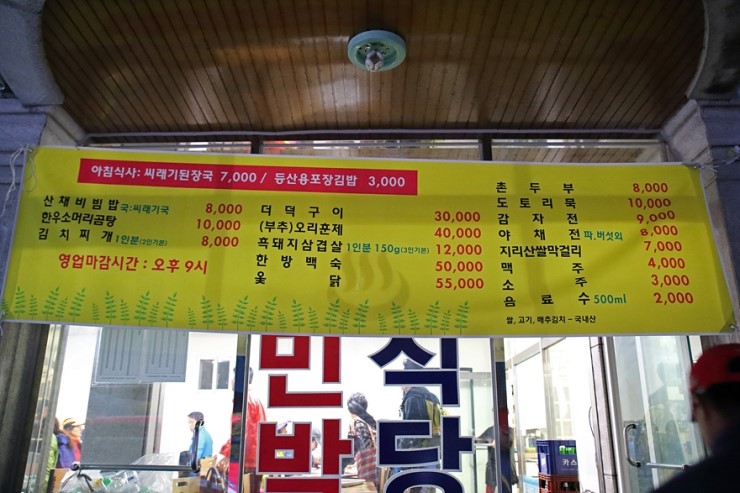 아침식사: 씨래기된장국 7,000 / 등산용포장김밥 3,000
산채비빔밥 국:씨래기국 8,000
한우소머리곰탕 10,000
김치찌개 1인분(2인기본) 8,000
영업마감시간 : 오후 9시
더덕구이 30,000
(부추)오리훈제 40,000
흑돼지삼겹살 1인분 150g(3인기본) 12,000
한방백숙 50,000
옻닭 55,000
촌두부 8,000
도토리묵 10,000
감자전 9,000
야채전 파,버섯외 8,000
지리산쌀막걸리 7,000
맥주 4,000
소주 3,000
음료수 500ml 2,000
쌀, 고기, 배추김치 - 국내산
민박
식당
카스